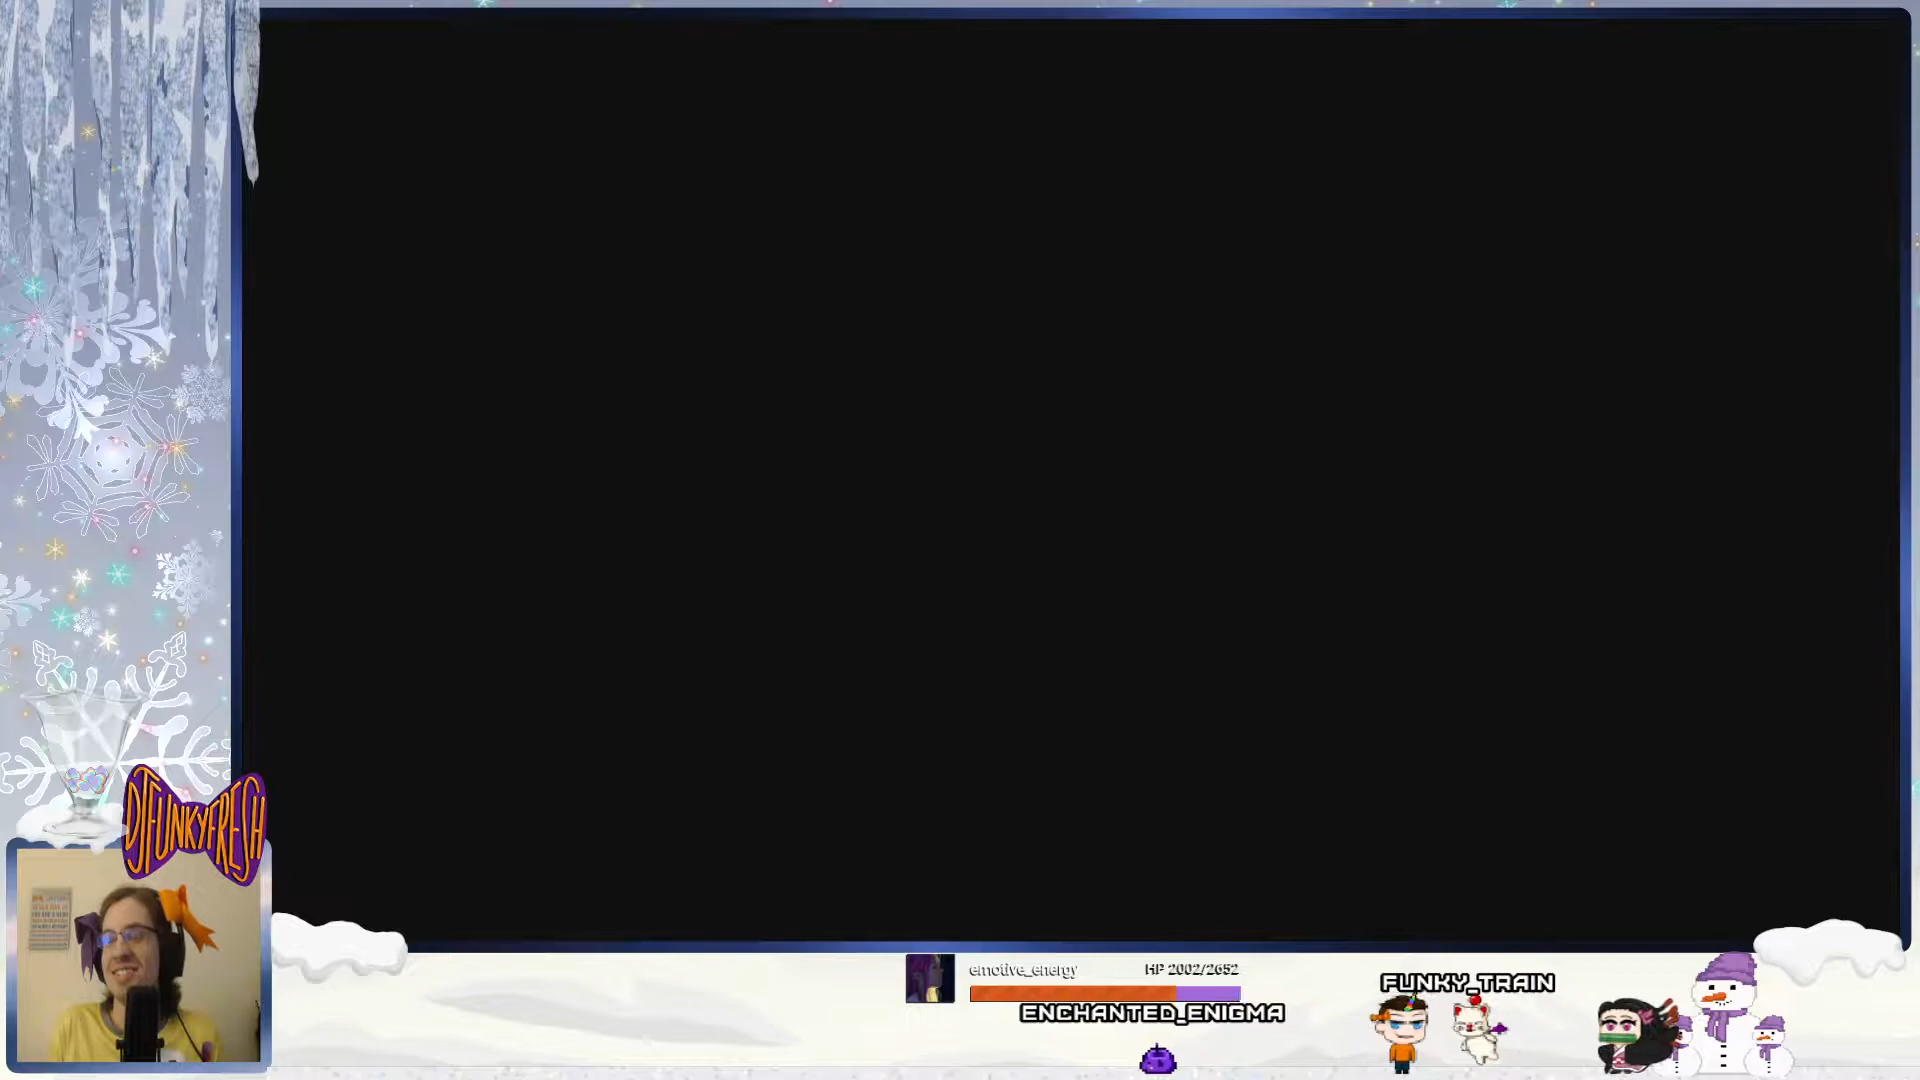 DJFUNKYFRESH
emotive_energy HP 2002/2652
ENCHANTED_ENIGMA
FUNKY_TRAIN